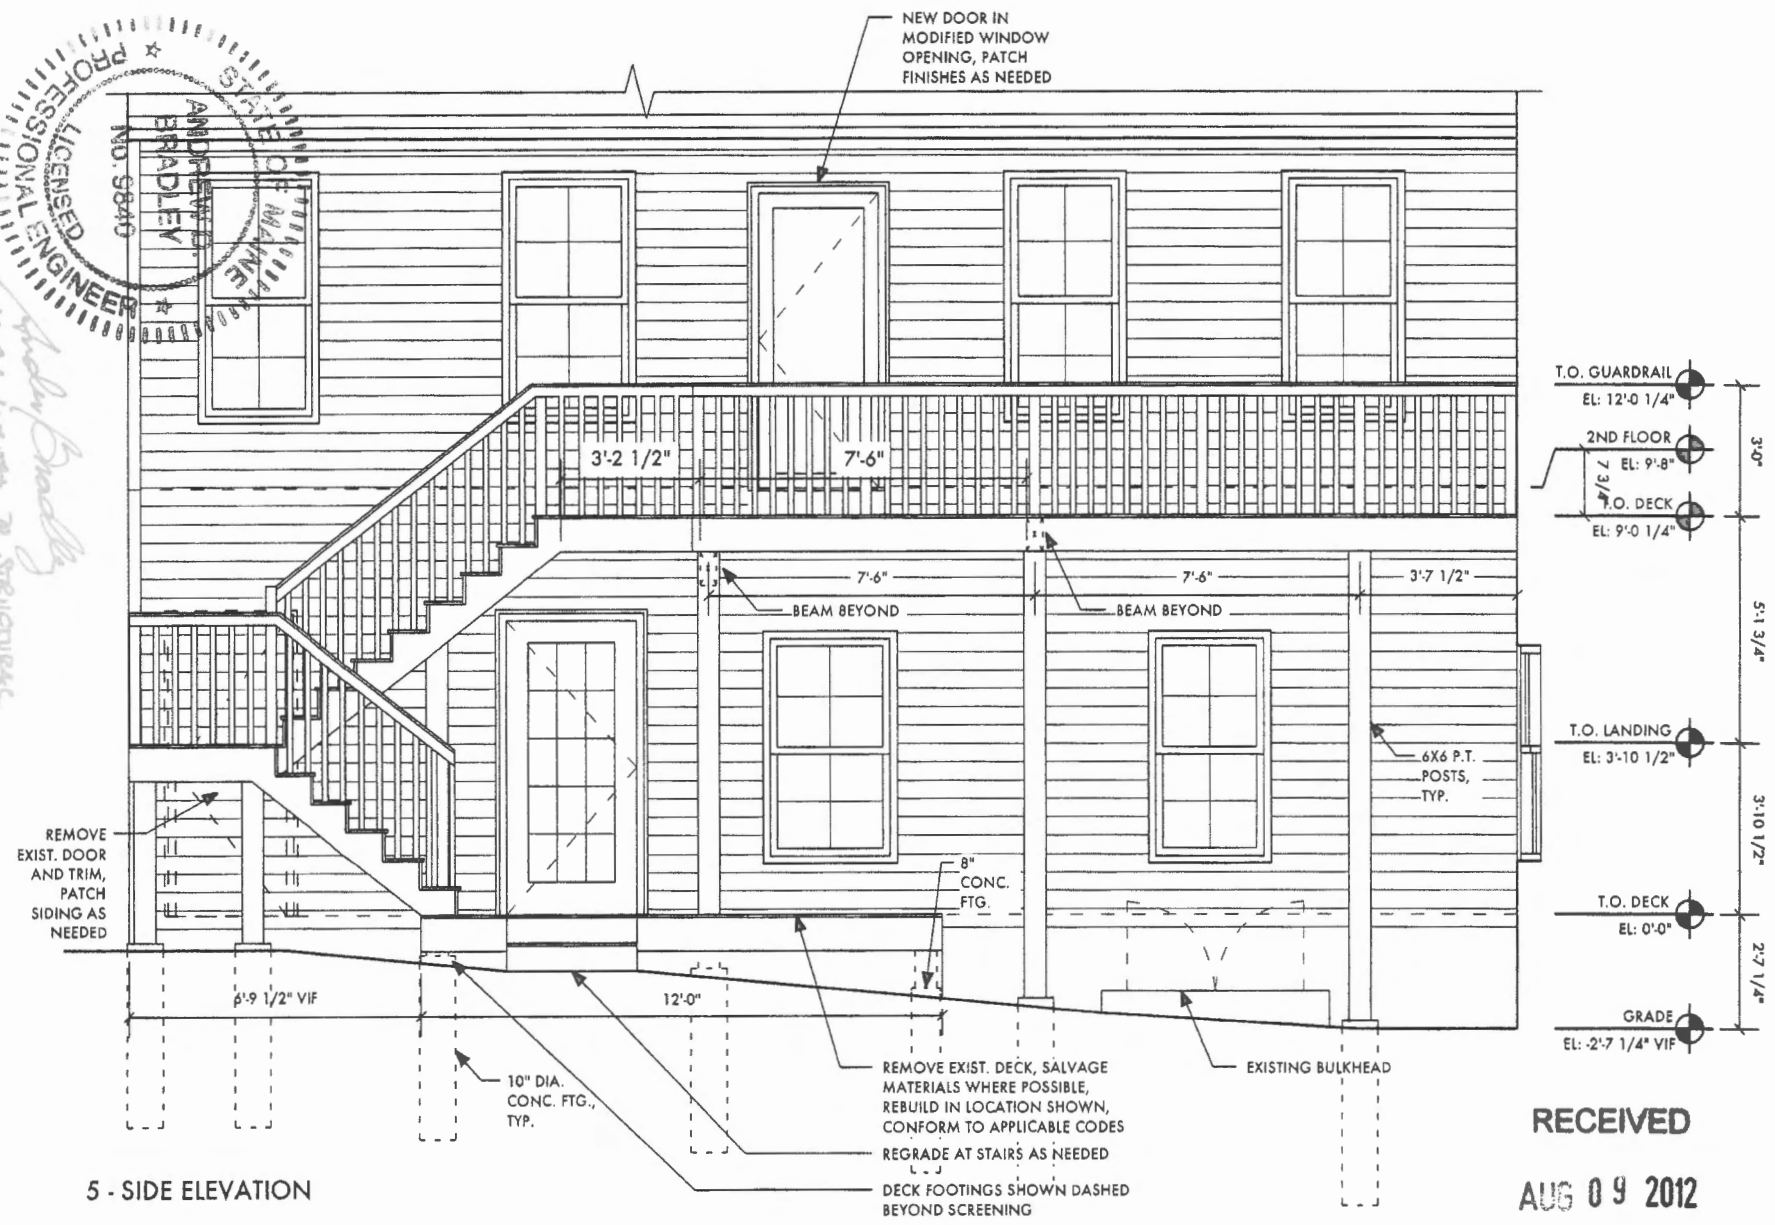 NEW DOOR IN
MODIFIED WINDOW
OPENING, PATCH
FINISHES AS NEEDED
STATE OF MAINE
ANDREW D.
BRADLEY
No. 9840
LICENSED
PROFESSIONAL ENGINEER
T.O. GUARDRAIL
EL: 12'-0 1/4"
3'-0"
2ND FLOOR
EL: 9'-8"
7 3/4"
T.O. DECK
EL: 9'-0 1/4"
3'-2 1/2"
7'-6"
7'-6"
7'-6"
3'-7 1/2"
BEAM BEYOND
BEAM BEYOND
5'-1 3/4"
T.O. LANDING
EL: 3'-10 1/2"
6X6 P.T.
POSTS,
TYP.
3'-10 1/2"
REMOVE
EXIST. DOOR
AND TRIM,
PATCH
SIDING AS
NEEDED
8"
CONC.
FTG.
T.O. DECK
EL: 0'-0"
2'-7 1/4"
6'-9 1/2" VIF
12'-0"
GRADE
EL: -2'-7 1/4" VIF
10" DIA.
CONC. FTG.,
TYP.
REMOVE EXIST. DECK, SALVAGE
MATERIALS WHERE POSSIBLE,
REBUILD IN LOCATION SHOWN,
CONFORM TO APPLICABLE CODES
EXISTING BULKHEAD
REGRADE AT STAIRS AS NEEDED
DECK FOOTINGS SHOWN DASHED
BEYOND SCREENING
5 - SIDE ELEVATION
RECEIVED
AUG 09 2012